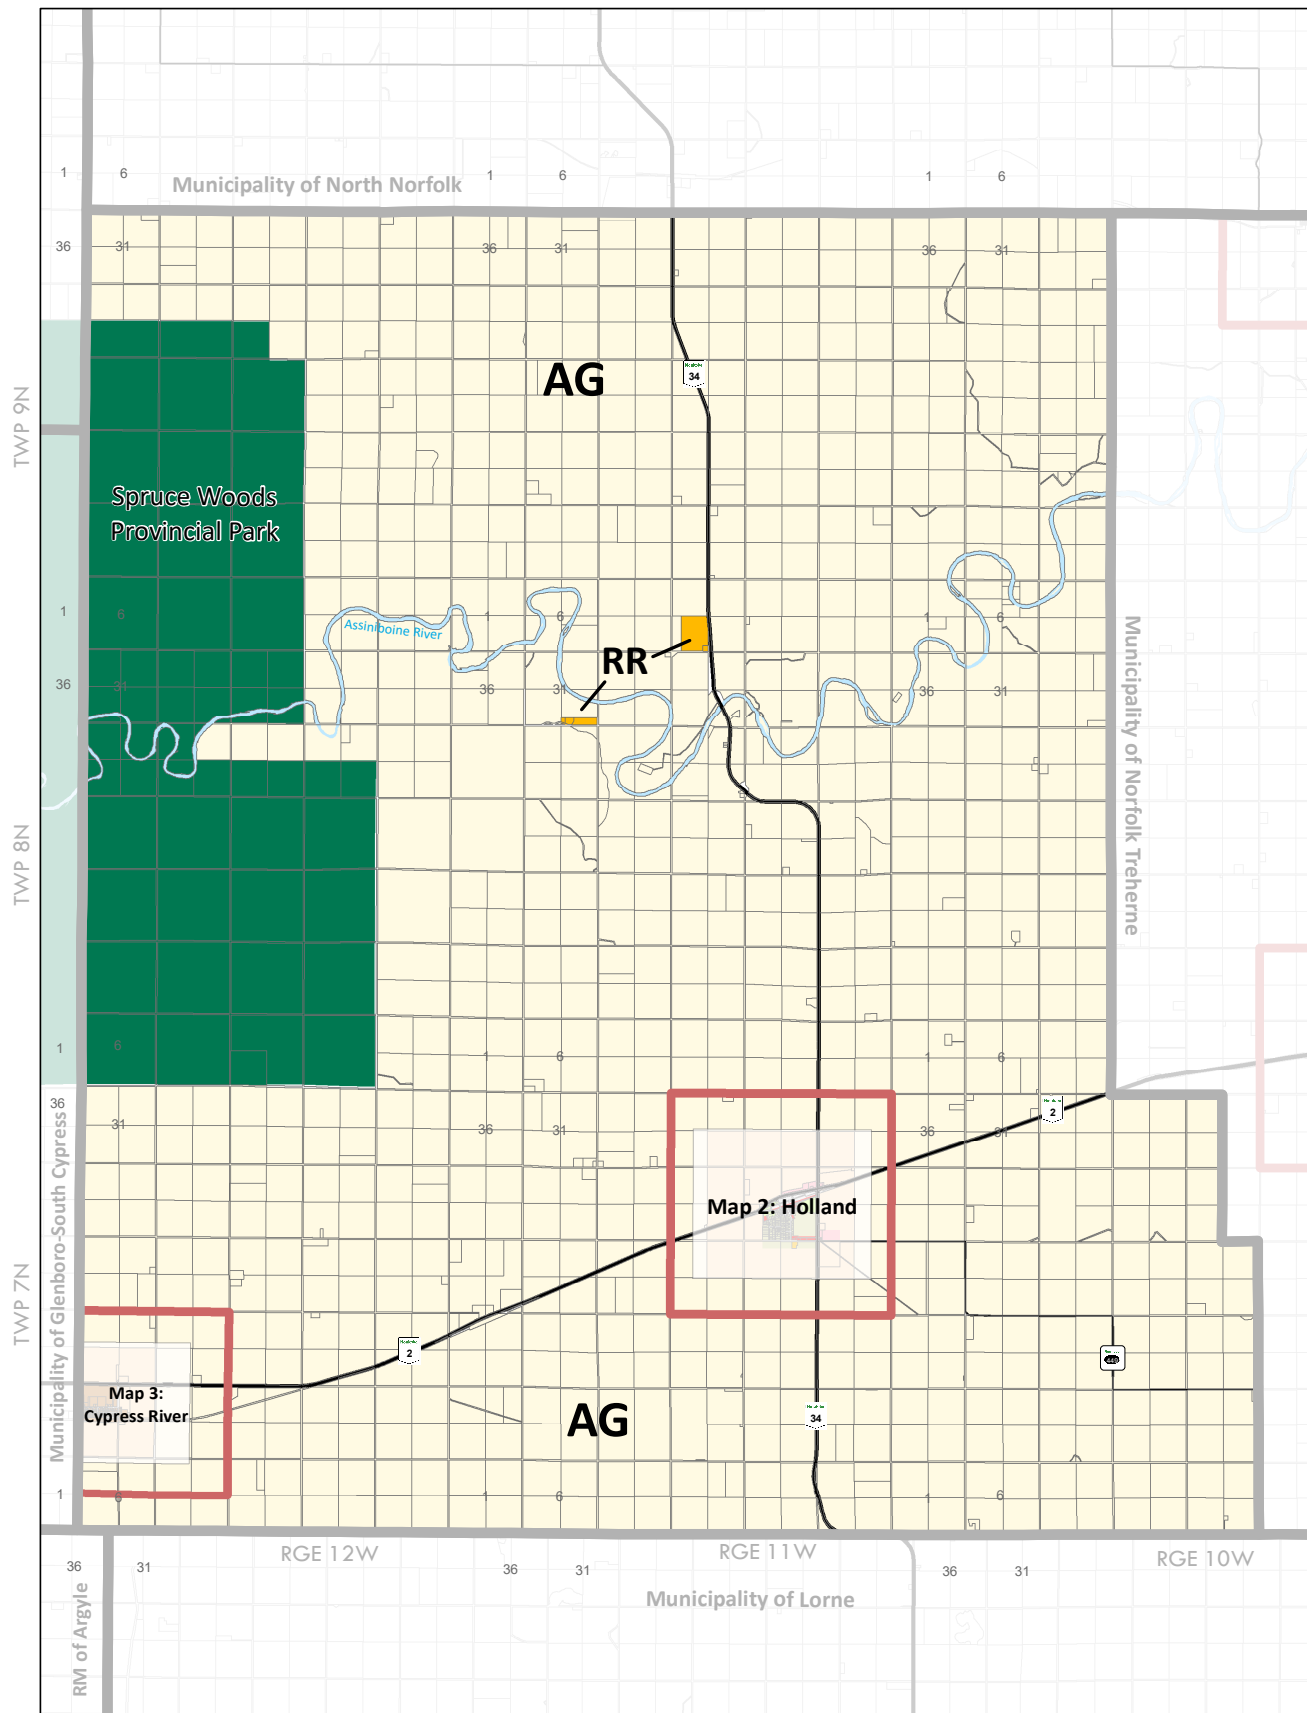 1 6 1 6 1 6
Municipality of North Norfolk
36 31 36 31 36 31
AG
34
TWP 9N
Spruce Woods
Provincial Park
1 6 1 6 1 6
Assiniboine River
RR
36 31 36 31 36 31
Municipality of Norfolk Treherne
TWP 8N
1 6 1 6 1 6
36 31 36 31 36 31
2
Municipality of Glenboro-South Cypress
Map 2: Holland
TWP 7N
2
Map 3:
Cypress River
AG
34
1 6 1 6 1 6
RGE 12W RGE 11W RGE 10W
36 31 36 31 36 31
RM of Argyle
Municipality of Lorne